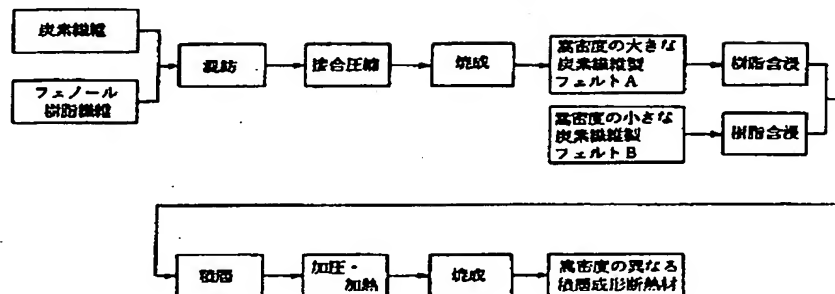 炭素繊維
フェノール
樹脂繊維
混紡
接合圧縮
焼成
嵩密度の大きな
炭素繊維製
フェルトA
樹脂含浸
嵩密度の小さな
炭素繊維製
フェルトB
樹脂含浸
積層
加圧・
加熱
焼成
嵩密度の異なる
積層成形断熱材